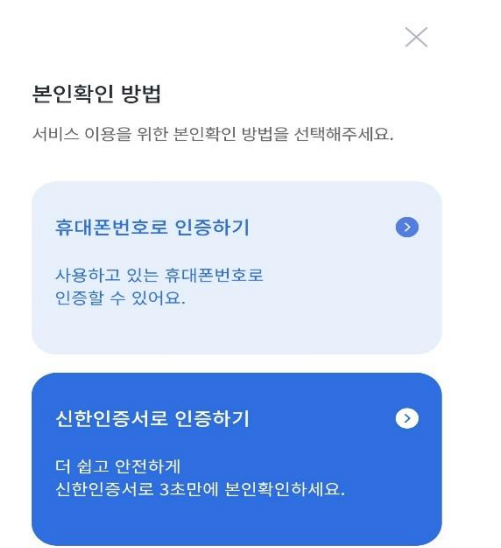 본인확인 방법
서비스 이용을 위한 본인확인 방법을 선택해주세요.
휴대폰번호로 인증하기
사용하고 있는 휴대폰번호로
인증할 수 있어요.
신한인증서로 인증하기
더 쉽고 안전하게
신한인증서로 3초만에 본인확인하세요.